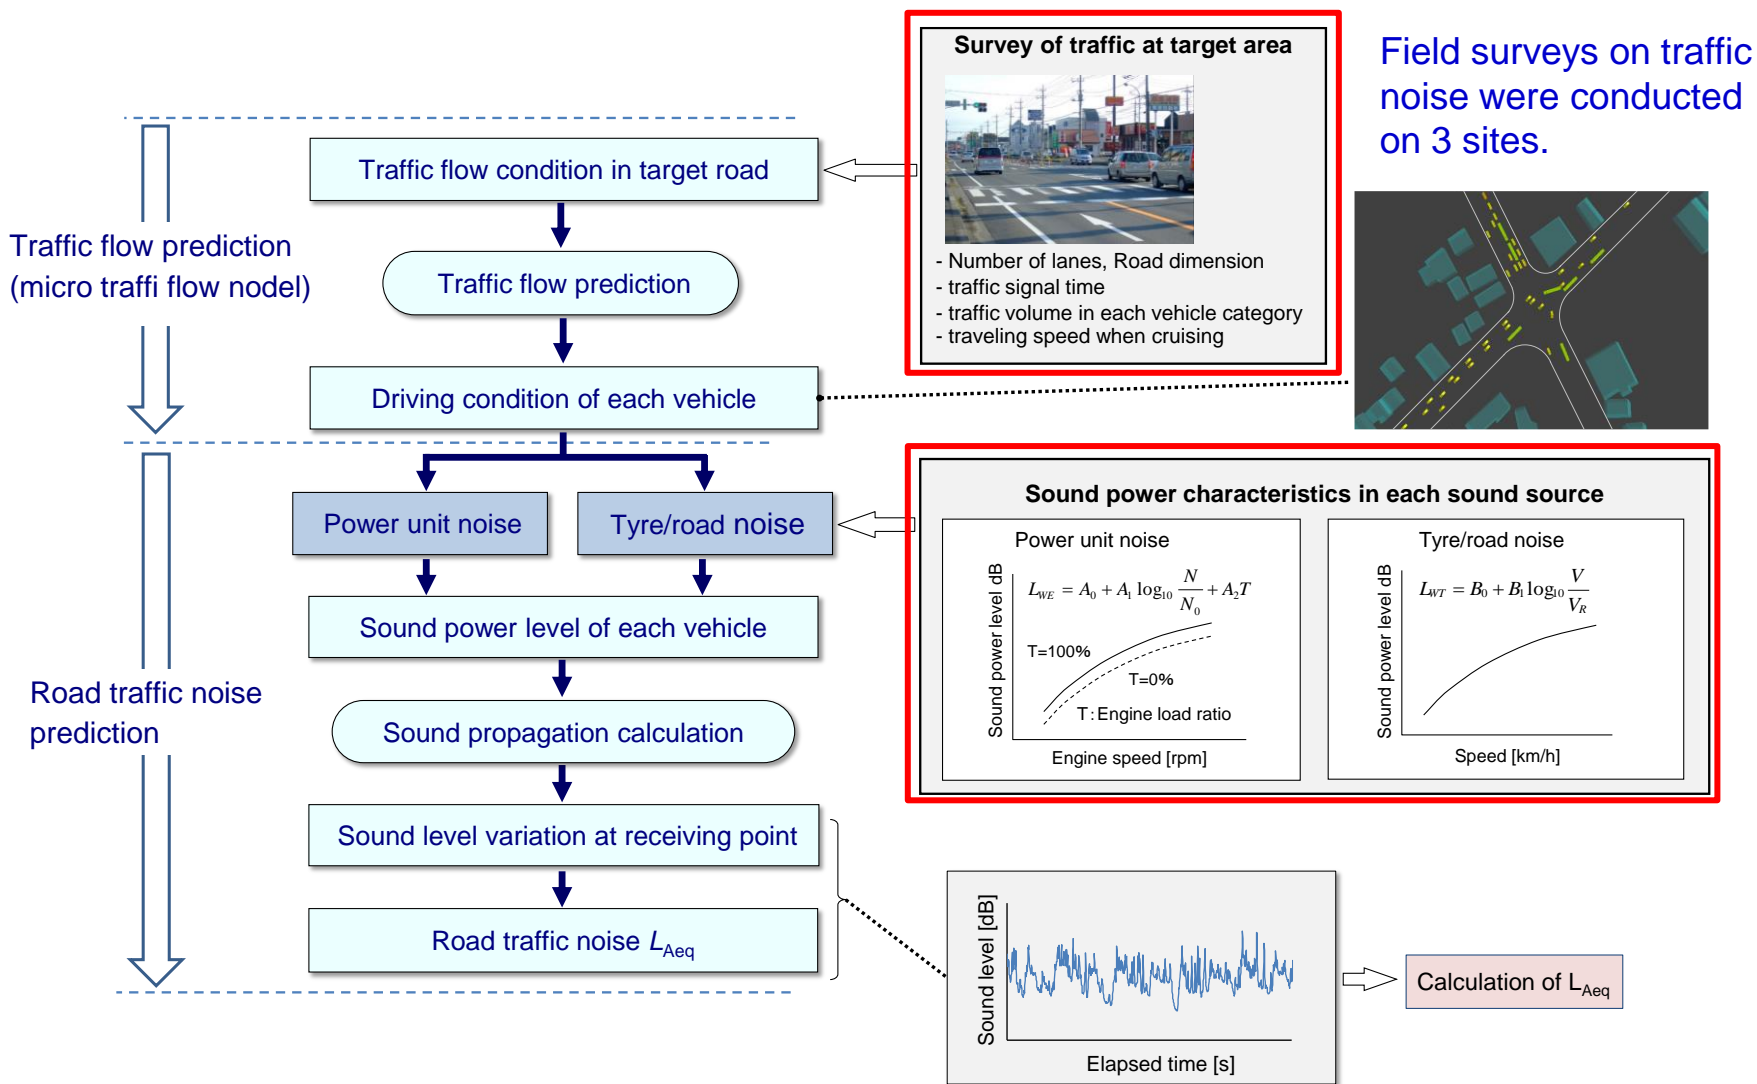 Survey of traffic at target area
- Number of lanes, Road dimension
- traffic signal time
- traffic volume in each vehicle category
- traveling speed when cruising
Field surveys on traffic
noise were conducted
on 3 sites.
Traffic flow prediction
(micro traffi flow nodel)
Traffic flow condition in target road
Traffic flow prediction
Driving condition of each vehicle
Road traffic noise
prediction
Power unit noise
Tyre/road noise
Sound power level of each vehicle
Sound propagation calculation
Sound level variation at receiving point
Road traffic noise L_Aeq
Sound power characteristics in each sound source
Power unit noise
Sound power level dB
L_WE = A_0 + A_1 log_10 N/N_0 + A_2T
T=100%
T=0%
T:Engine load ratio
Engine speed [rpm]
Tyre/road noise
Sound power level dB
L_WT = B_0 + B_1 log_10 V/V_R
Speed [km/h]
Sound level [dB]
Elapsed time [s]
Calculation of L_Aeq